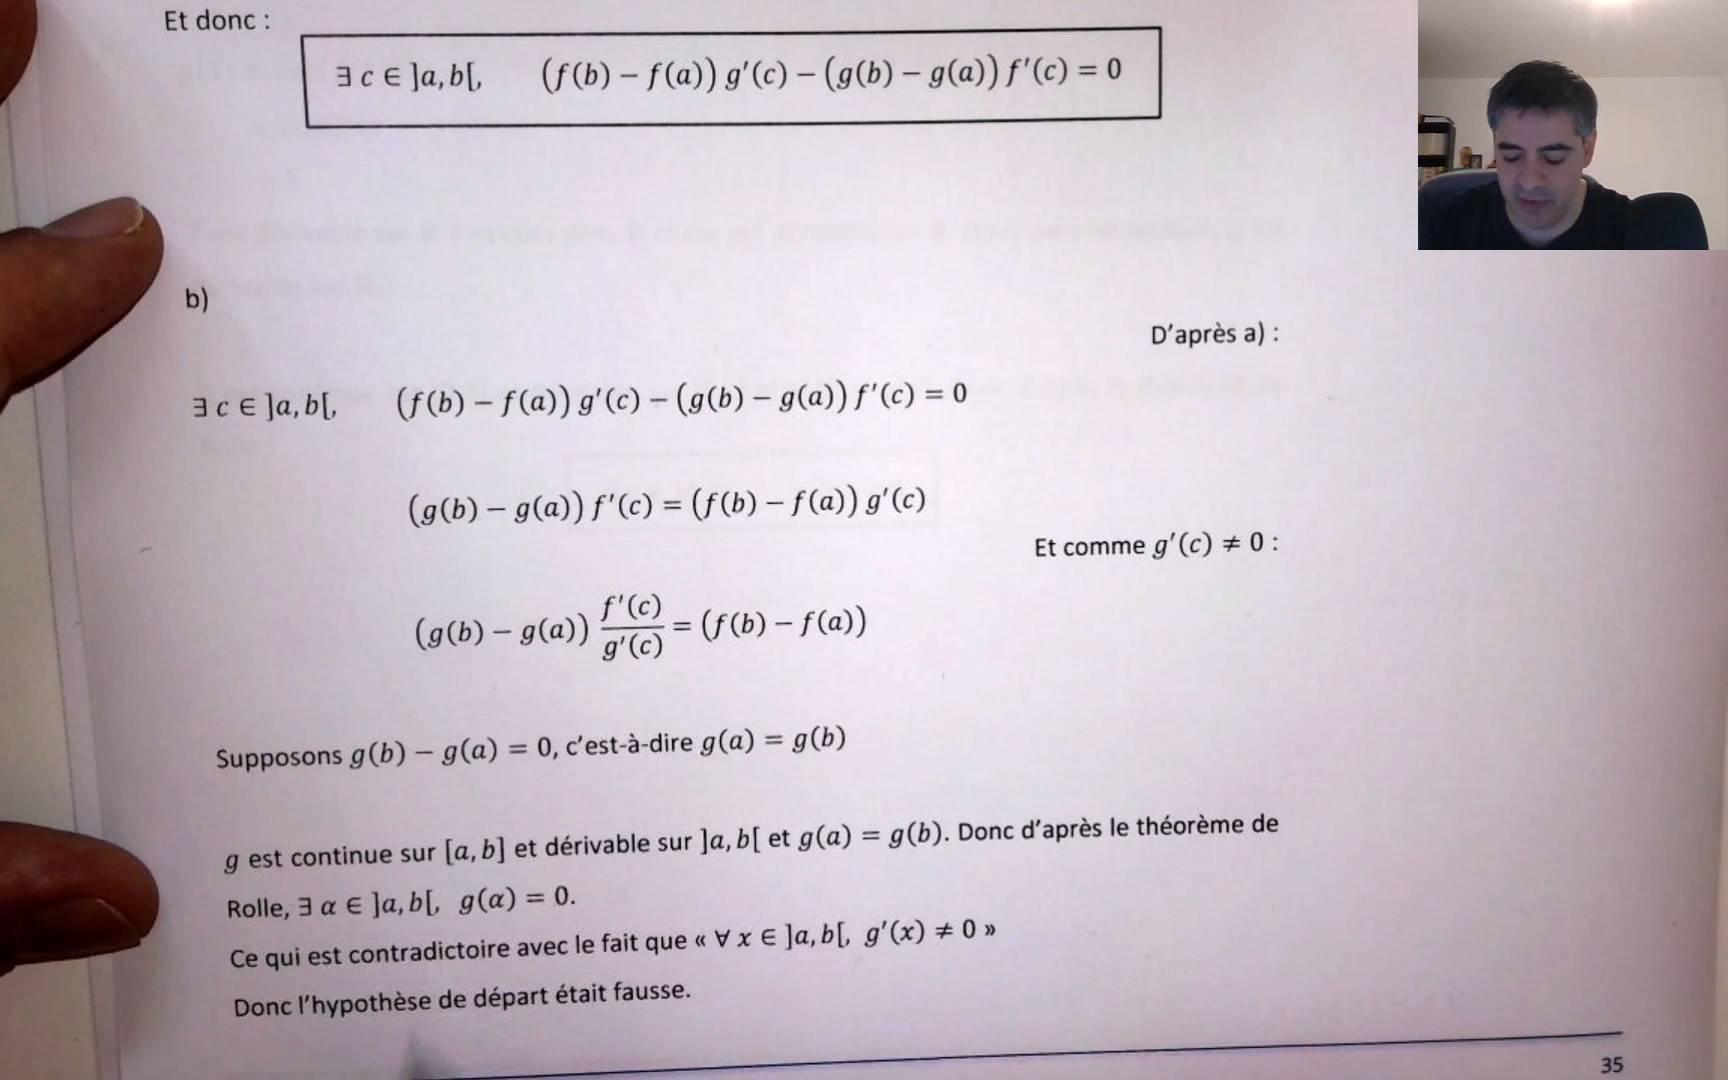 Et donc :
∃ c ∈ ]a, b[, (f(b) − f(a)) g′(c) − (g(b) − g(a)) f′(c) = 0
b)
D’après a) :
∃ c ∈ ]a, b[, (f(b) − f(a)) g′(c) − (g(b) − g(a)) f′(c) = 0
(g(b) − g(a)) f′(c) = (f(b) − f(a)) g′(c)
Et comme g′(c) ≠ 0 :
(g(b) − g(a)) f′(c)/g′(c) = (f(b) − f(a))
Supposons g(b) − g(a) = 0, c’est-à-dire g(a) = g(b)
g est continue sur [a, b] et dérivable sur ]a, b[ et g(a) = g(b). Donc d’après le théorème de
Rolle, ∃ α ∈ ]a, b[, g(α) = 0.
Ce qui est contradictoire avec le fait que « ∀ x ∈ ]a, b[, g′(x) ≠ 0 »
Donc l’hypothèse de départ était fausse.
35